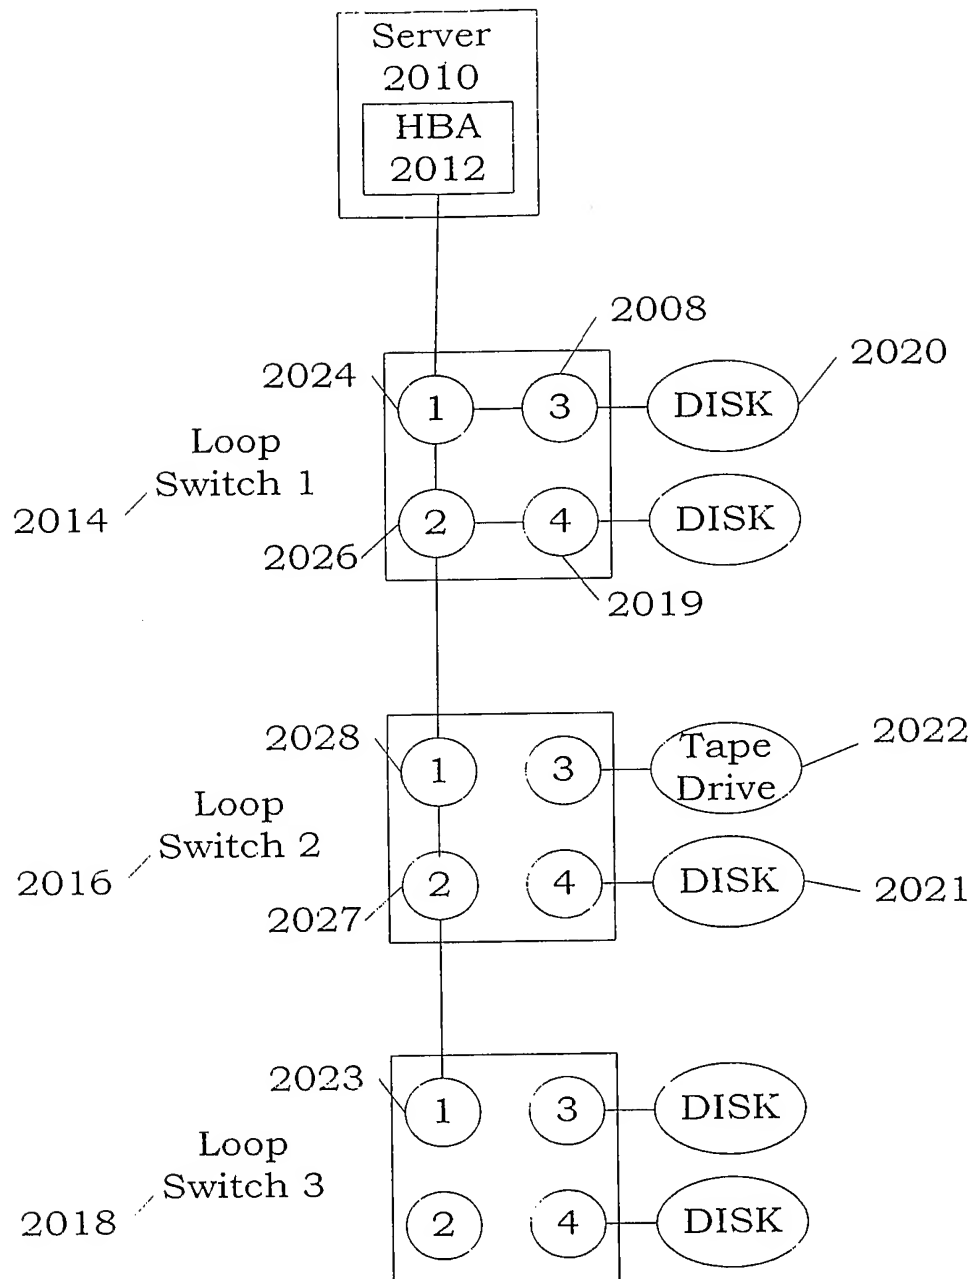 Server
2010
HBA
2012
2008
2020
2024
1
3
DISK
Loop
Switch 1
2014
2
4
DISK
2026
2019
2028
1
3
Tape
Drive
2022
Loop
Switch 2
2016
2
4
DISK
2021
2027
2023
1
3
DISK
Loop
Switch 3
2018
2
4
DISK